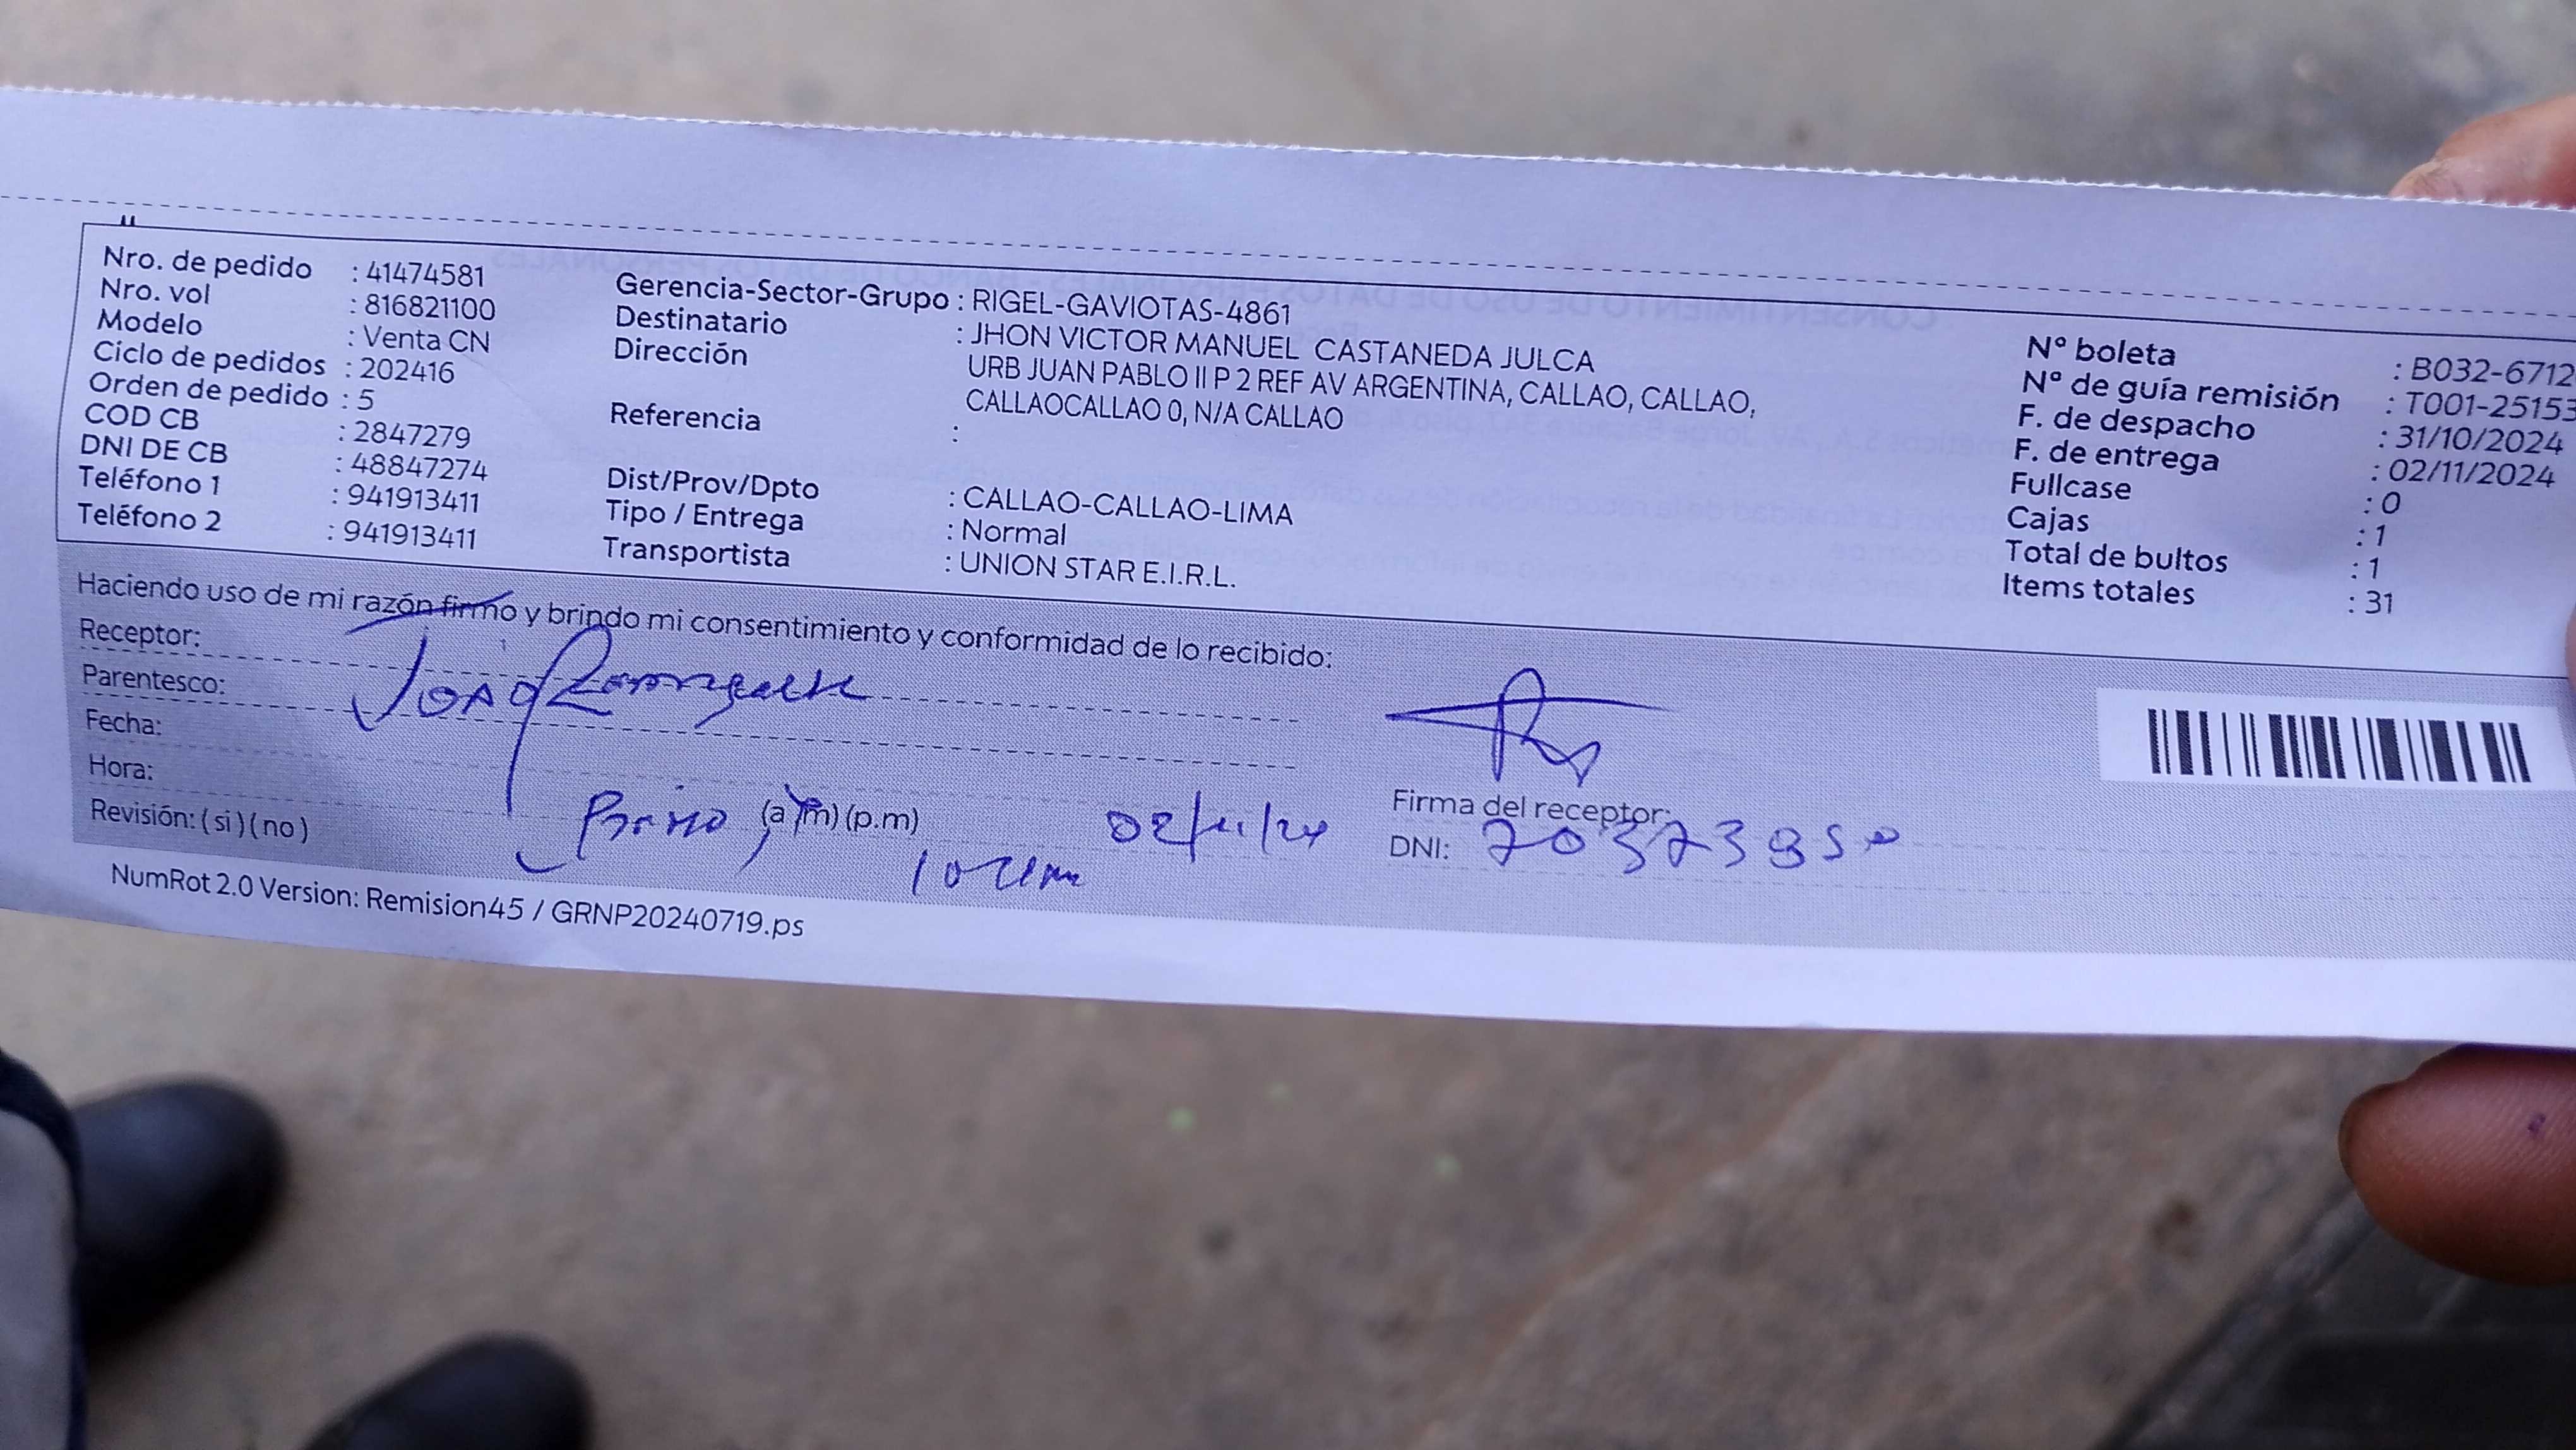 Nro. de pedido : 41474581
Nro. vol : 816821100
Modelo : Venta CN
Ciclo de pedidos : 202416
Orden de pedido : 5
COD CB : 2847279
DNI DE CB : 48847274
Teléfono 1 : 941913411
Teléfono 2 : 941913411
Gerencia-Sector-Grupo : RIGEL-GAVIOTAS-4861
Destinatario : JHON VICTOR MANUEL CASTANEDA JULCA
Dirección URB JUAN PABLO II P 2 REF AV ARGENTINA, CALLAO, CALLAO,
CALLAOCALLAO 0, N/A CALLAO
Referencia :
Dist/Prov/Dpto : CALLAO-CALLAO-LIMA
Tipo / Entrega : Normal
Transportista : UNION STAR E.I.R.L.
N° boleta : B032-6712
N° de guía remisión : T001-25153
F. de despacho : 31/10/2024
F. de entrega : 02/11/2024
Fullcase : 0
Cajas : 1
Total de bultos : 1
Items totales : 31
Haciendo uso de mi razón firmo y brindo mi consentimiento y conformidad de lo recibido:
Receptor:
Parentesco:
Fecha:
Hora:
(a.m) (p.m) 02/11/24
Revisión: (si) (no)
Firma del receptor:
DNI:
NumRot 2.0 Version: Remision45 / GRNP20240719.ps